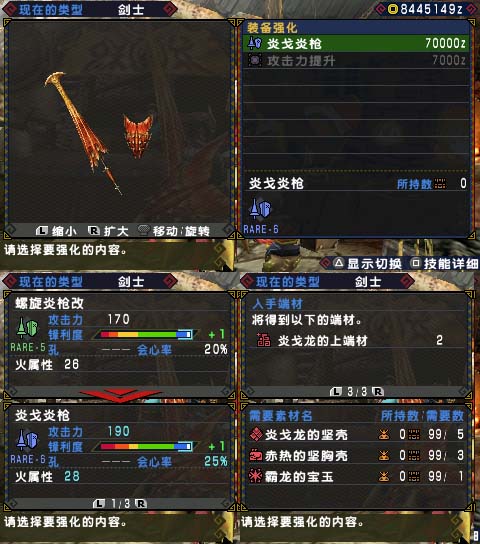 现在的类型 剑士
缩小 R 扩大 移动/旋转
请选择要强化的内容。
8445149z
装备强化
炎戈炎枪 70000z
攻击力提升 7000z
炎戈炎枪 所持数 0
RARE-6
显示切换 技能详细
现在的类型 剑士
螺旋炎枪改
攻击力 170
RARE-5 锋利度 +1
孔 --- 会心率 20%
火属性 26
炎戈炎枪
攻击力 190
RARE-6 锋利度 +1
孔 --- 会心率 25%
火属性 28
L 1/3 R
请选择要强化的内容。
现在的类型 剑士
入手端材
将得到以下的端材。
炎戈龙的上端材 2
L 3/3 R
需要素材名 所持数/需要数
炎戈龙的坚壳 0 99/ 5
赤热的坚胸壳 0 99/ 3
霸龙的宝玉 0 99/ 1
请选择要强化的内容。